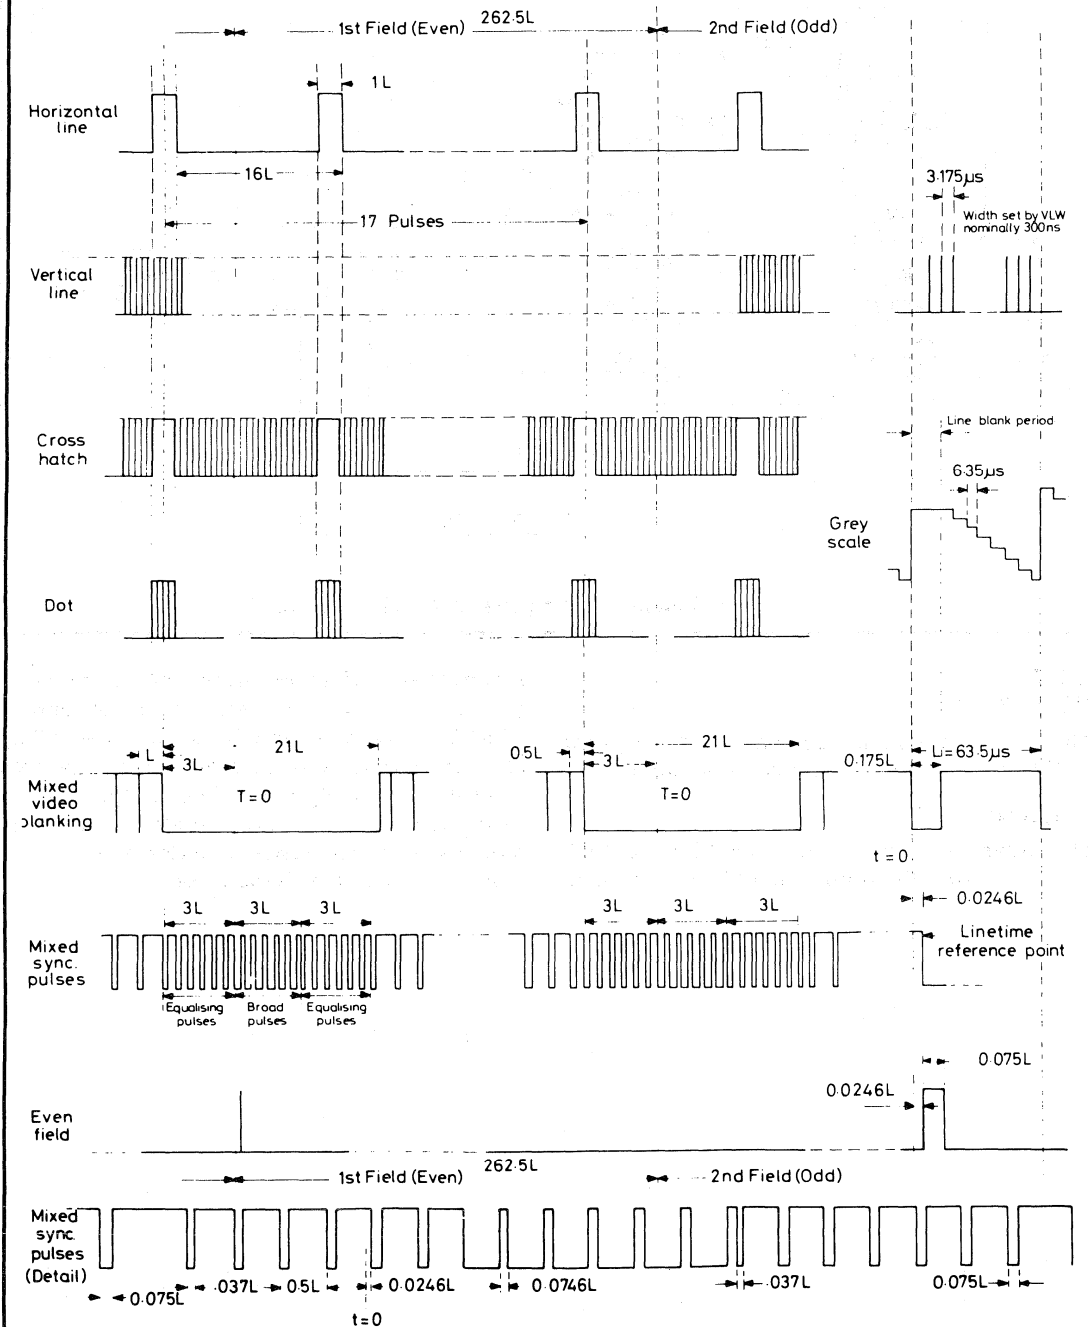 262·5L
1st Field (Even)
2nd Field (Odd)
1L
Horizontal
line
16L
3·175µs
17 Pulses
Width set by VLW
nominally 300ns
Vertical
line
Line blank period
Cross
hatch
6·35µs
Grey
scale
Dot
L
21L
0·5L
21L
L=63·5µs
3L
3L
0·175L
Mixed
video
blanking
T=0
T=0
t=0
3L 3L 3L
3L 3L 3L
0·0246L
Mixed
sync.
pulses
Linetime
reference point
Equalising
pulses
Broad
pulses
Equalising
pulses
0·075L
0·0246L
Even
field
262·5L
1st Field (Even)
2nd Field (Odd)
Mixed
sync.
pulses
(Detail)
0·075L
·037L
0·5L
0·0246L
0·0746L
·037L
0·075L
t=0